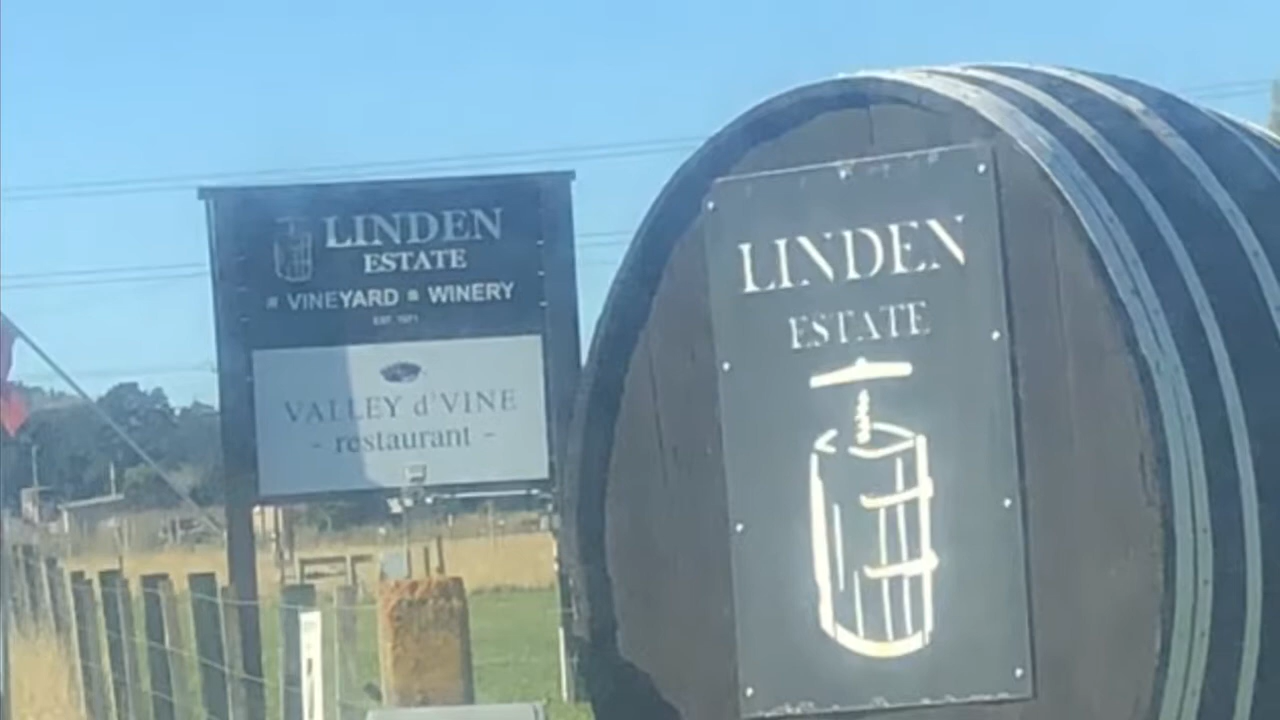 LINDEN
ESTATE
VINEYARD WINERY
EST. 1971
VALLEY d'VINE
- restaurant -
LINDEN
ESTATE